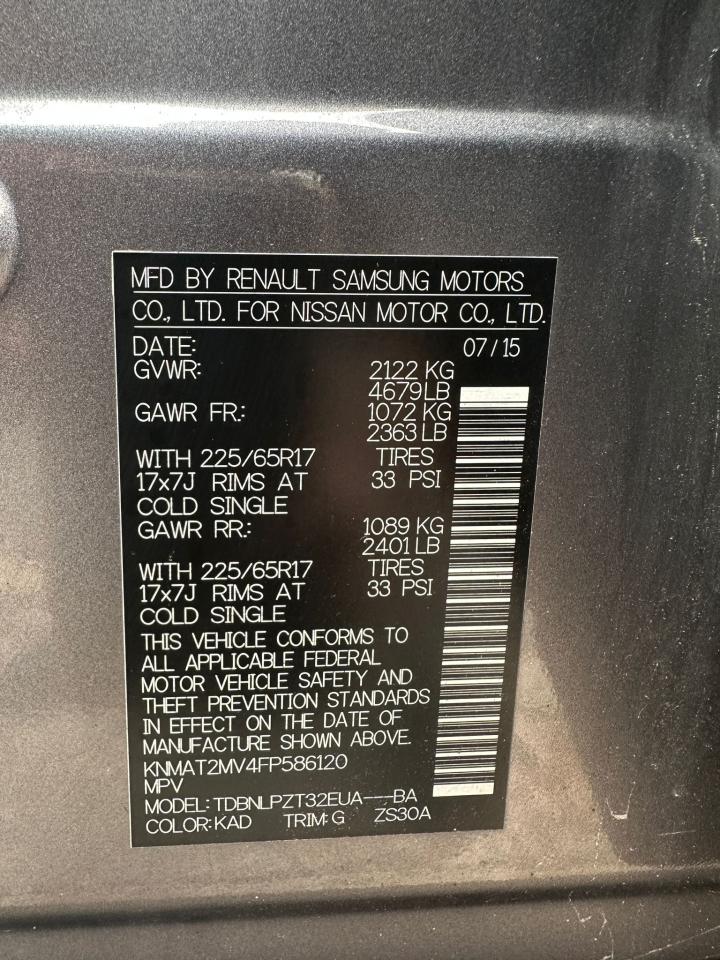 MFD BY RENAULT SAMSUNG MOTORS
CO., LTD. FOR NISSAN MOTOR CO., LTD.
DATE: 07/15
GVWR: 2122 KG
4679 LB
GAWR FR.: 1072 KG
2363 LB
WITH 225/65R17 TIRES
17x7J RIMS AT 33 PSI
COLD SINGLE
GAWR RR.: 1089 KG
2401 LB
WITH 225/65R17 TIRES
17x7J RIMS AT 33 PSI
COLD SINGLE
THIS VEHICLE CONFORMS TO
ALL APPLICABLE FEDERAL
MOTOR VEHICLE SAFETY AND
THEFT PREVENTION STANDARDS
IN EFFECT ON THE DATE OF
MANUFACTURE SHOWN ABOVE.
KNMAT2MV4FP586120
MPV
MODEL: TDBNLPZT32EUA---BA
COLOR: KAD TRIM: G ZS30A